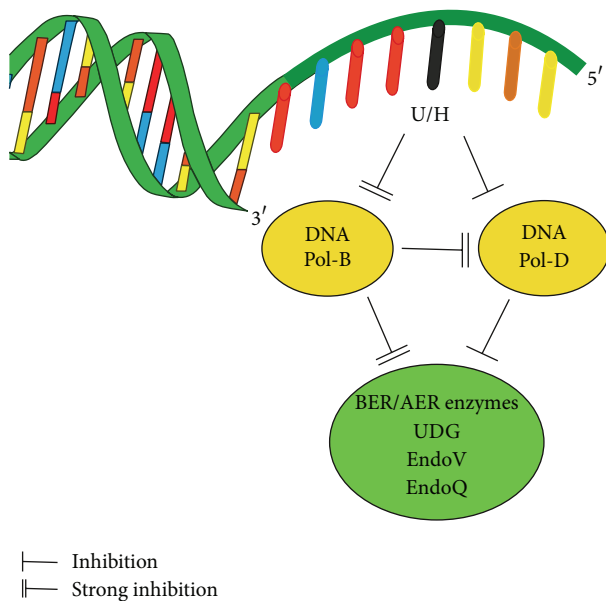 5′
U/H
3′
DNA
Pol-B
DNA
Pol-D
BER/AER enzymes
UDG
EndoV
EndoQ
Inhibition
Strong inhibition